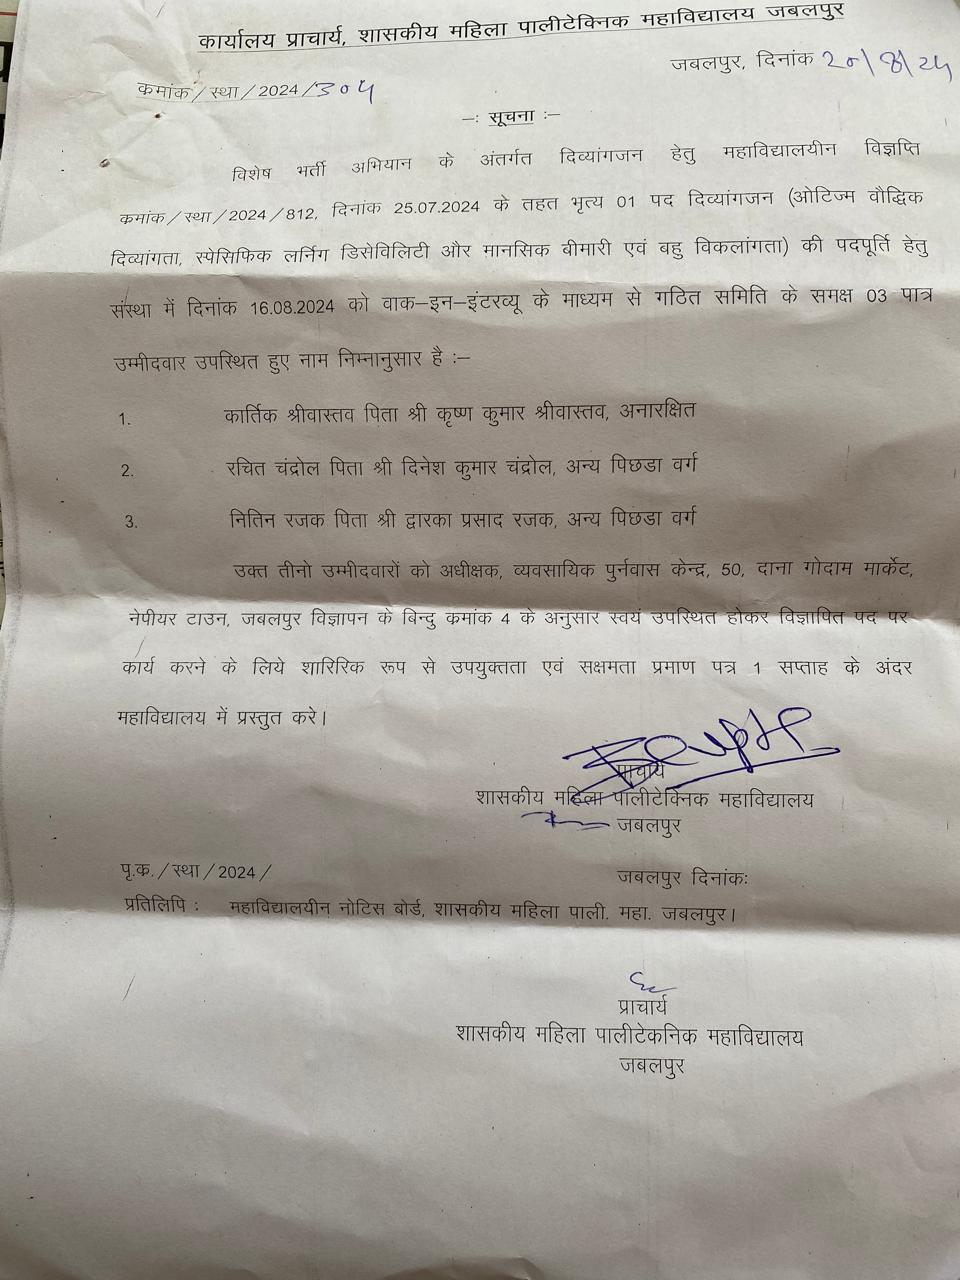 कार्यालय प्राचार्य, शासकीय महिला पालीटेक्निक महाविद्यालय जबलपुर
जबलपुर, दिनांक 20/8/24
कमांक/स्था/2024/304
–: सूचना :–
विशेष भर्ती अभियान के अंतर्गत दिव्यांगजन हेतु महाविद्यालयीन विज्ञप्ति
कमांक/स्था/2024/812, दिनांक 25.07.2024 के तहत भृत्य 01 पद दिव्यांगजन (ओटिज्म वौद्धिक
दिव्यांगता, स्पेसिफिक लर्निग डिसेविलिटी और मानसिक बीमारी एवं बहु विकलांगता) की पदपूर्ति हेतु
संस्था में दिनांक 16.08.2024 को वाक–इन–इंटरव्यू के माध्यम से गठित समिति के समक्ष 03 पात्र
उम्मीदवार उपस्थित हुए नाम निम्नानुसार है :–
1. कार्तिक श्रीवास्तव पिता श्री कृष्ण कुमार श्रीवास्तव, अनारक्षित
2. रचित चंद्रोल पिता श्री दिनेश कुमार चंद्रोल, अन्य पिछडा वर्ग
3. नितिन रजक पिता श्री द्वारका प्रसाद रजक, अन्य पिछडा वर्ग
उक्त तीनो उम्मीदवारों को अधीक्षक, व्यवसायिक पुर्नवास केन्द्र, 50, दाना गोदाम मार्केट,
नेपीयर टाउन, जबलपुर विज्ञापन के बिन्दु कमांक 4 के अनुसार स्वयं उपस्थित होकर विज्ञापित पद पर
कार्य करने के लिये शारिरिक रूप से उपयुक्तता एवं सक्षमता प्रमाण पत्र 1 सप्ताह के अंदर
महाविद्यालय में प्रस्तुत करे।
प्राचार्य
शासकीय महिला पालीटेक्निक महाविद्यालय
जबलपुर
पृ.क./स्था/2024/ जबलपुर दिनांकः
प्रतिलिपि : महाविद्यालयीन नोटिस बोर्ड, शासकीय महिला पाली. महा. जबलपुर।
प्राचार्य
शासकीय महिला पालीटेकनिक महाविद्यालय
जबलपुर